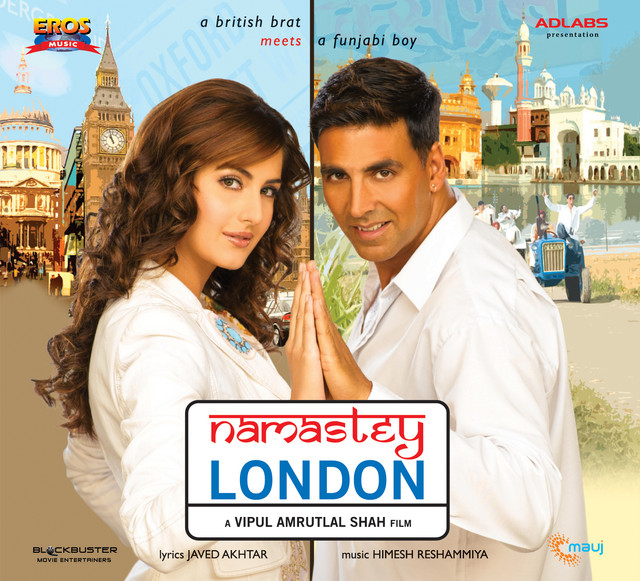 EROS
MUSIC
a british brat
meets
a funjabi boy
ADLABS
presentation
OXFORD
namastey
LONDON
A VIPUL AMRUTLAL SHAH FILM
BLOCKBUSTER
MOVIE ENTERTAINERS
lyrics JAVED AKHTAR
music HIMESH RESHAMMIYA
mauj